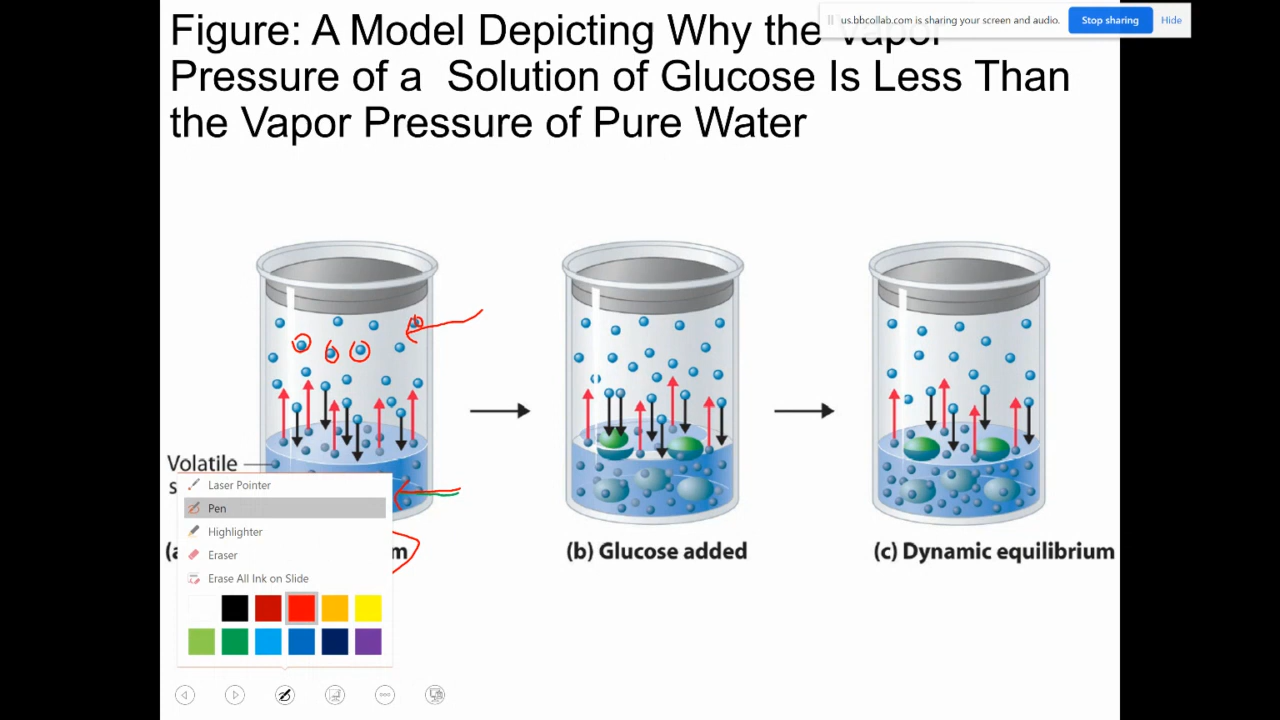 us.bbcollab.com is sharing your screen and audio.
Stop sharing
Hide
Figure: A Model Depicting Why the Vapor
Pressure of a Solution of Glucose Is Less Than
the Vapor Pressure of Pure Water
Volatile
s
Laser Pointer
Pen
Highlighter
Eraser
Erase All Ink on Slide
(a m
(b) Glucose added
(c) Dynamic equilibrium